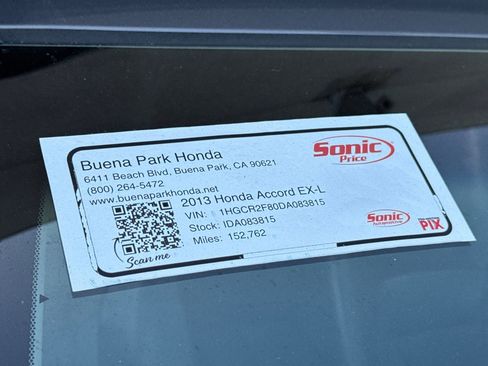 Buena Park Honda
6411 Beach Blvd, Buena Park, CA 90621
(800) 264-5472
www.buenaparkhonda.net
Sonic
Price
2013 Honda Accord EX-L
VIN: 1HGCR2F80DA083815
Stock: IDA083815
Miles: 152,762
Scan me
Sonic
Automotive
PIX